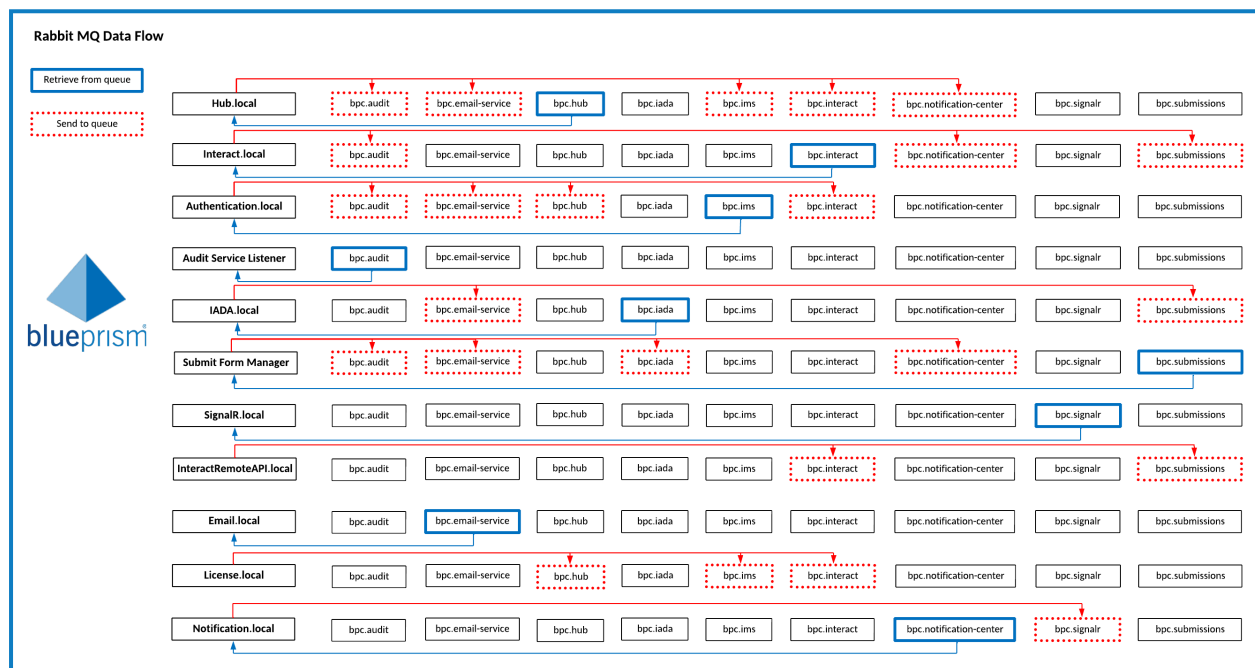 Rabbit MQ Data Flow
Retrieve from queue
Send to queue
Hub.local bpc.audit bpc.email-service bpc.hub bpc.iada bpc.ims bpc.interact bpc.notification-center bpc.signalr bpc.submissions
Interact.local bpc.audit bpc.email-service bpc.hub bpc.iada bpc.ims bpc.interact bpc.notification-center bpc.signalr bpc.submissions
Authentication.local bpc.audit bpc.email-service bpc.hub bpc.iada bpc.ims bpc.interact bpc.notification-center bpc.signalr bpc.submissions
Audit Service Listener bpc.audit bpc.email-service bpc.hub bpc.iada bpc.ims bpc.interact bpc.notification-center bpc.signalr bpc.submissions
IADA.local bpc.audit bpc.email-service bpc.hub bpc.iada bpc.ims bpc.interact bpc.notification-center bpc.signalr bpc.submissions
blueprism®
Submit Form Manager bpc.audit bpc.email-service bpc.hub bpc.iada bpc.ims bpc.interact bpc.notification-center bpc.signalr bpc.submissions
SignalR.local bpc.audit bpc.email-service bpc.hub bpc.iada bpc.ims bpc.interact bpc.notification-center bpc.signalr bpc.submissions
InteractRemoteAPI.local bpc.audit bpc.email-service bpc.hub bpc.iada bpc.ims bpc.interact bpc.notification-center bpc.signalr bpc.submissions
Email.local bpc.audit bpc.email-service bpc.hub bpc.iada bpc.ims bpc.interact bpc.notification-center bpc.signalr bpc.submissions
License.local bpc.audit bpc.email-service bpc.hub bpc.iada bpc.ims bpc.interact bpc.notification-center bpc.signalr bpc.submissions
Notification.local bpc.audit bpc.email-service bpc.hub bpc.iada bpc.ims bpc.interact bpc.notification-center bpc.signalr bpc.submissions